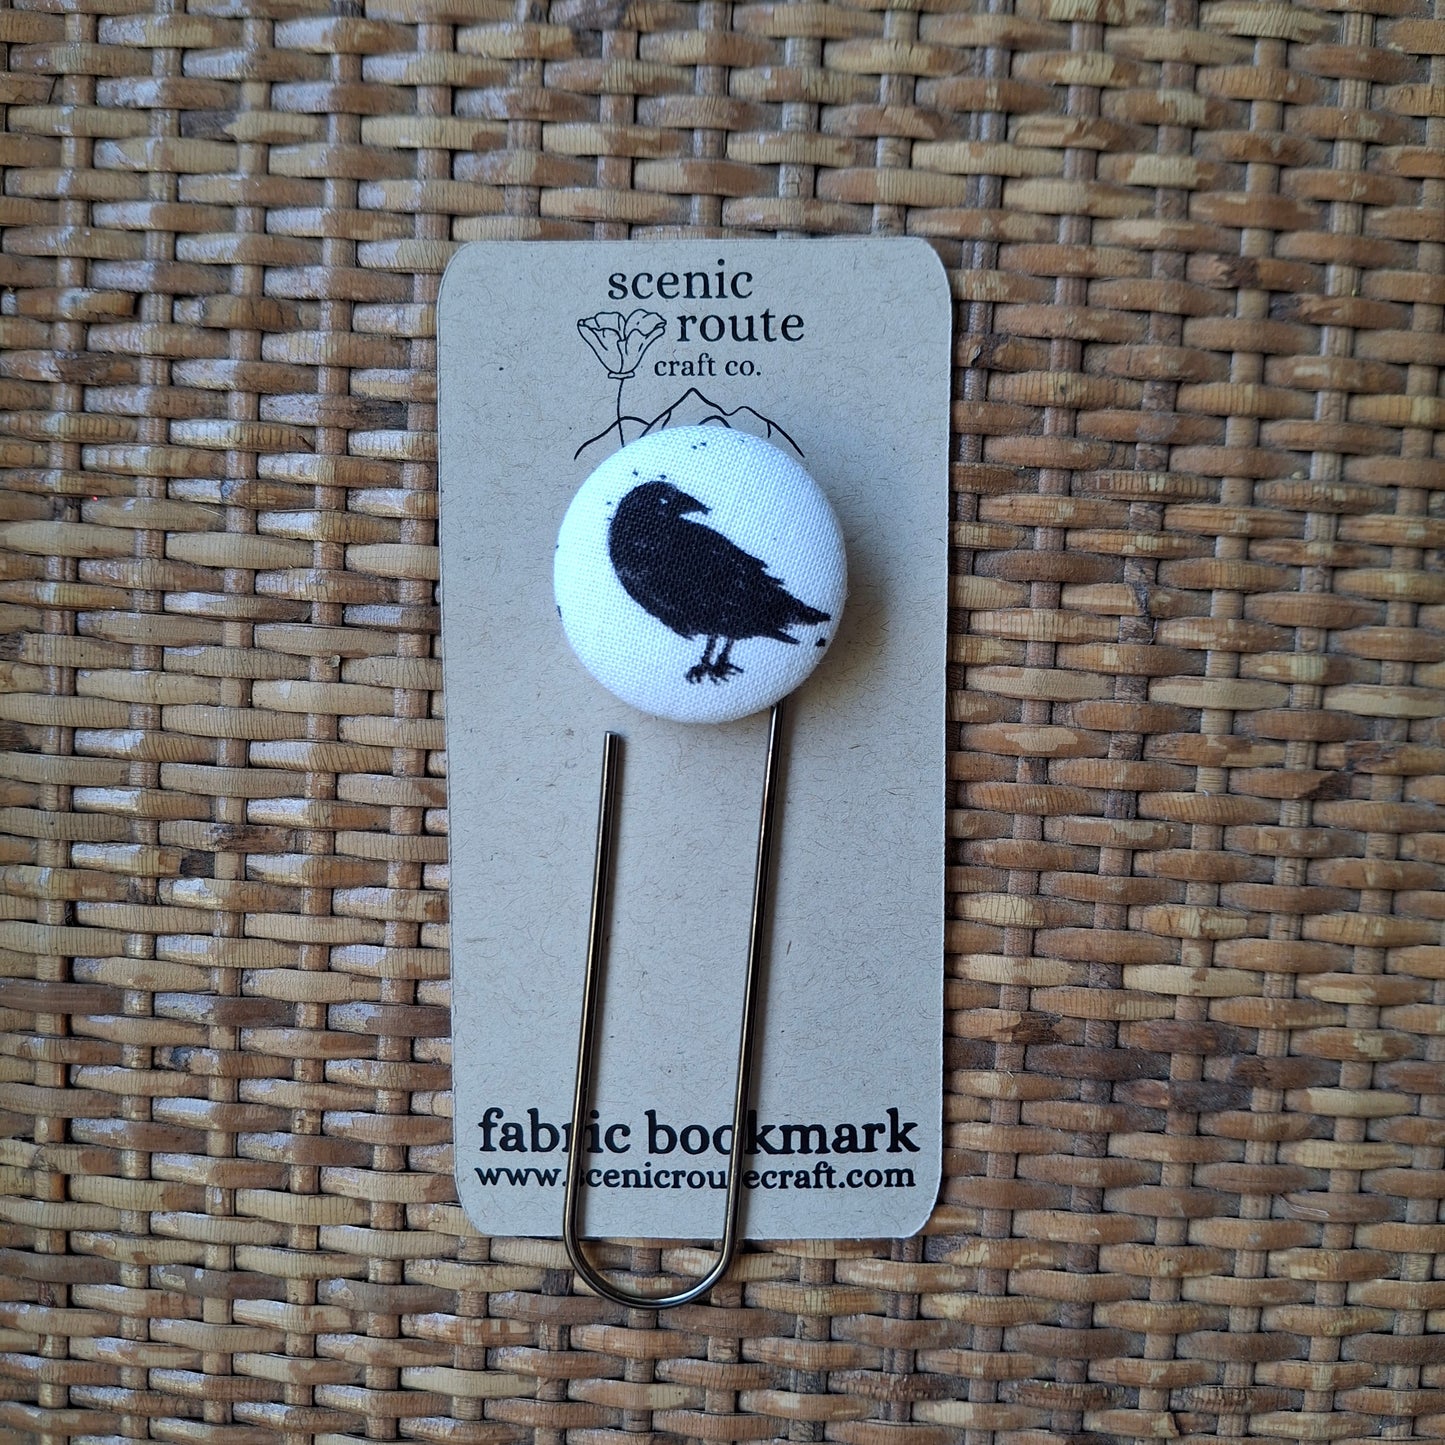 scenic
route
craft co.
fabric bookmark
www.scenicroutecraft.com